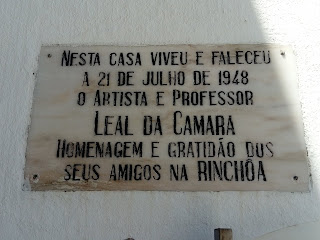 NESTA CASA VIVEU E FALECEU
A 21 DE JULHO DE 1948
O ARTISTA E PROFESSOR
LEAL DA CAMARA
HOMENAGEM E GRATIDÃO DOS
SEUS AMIGOS NA RINCHÔA